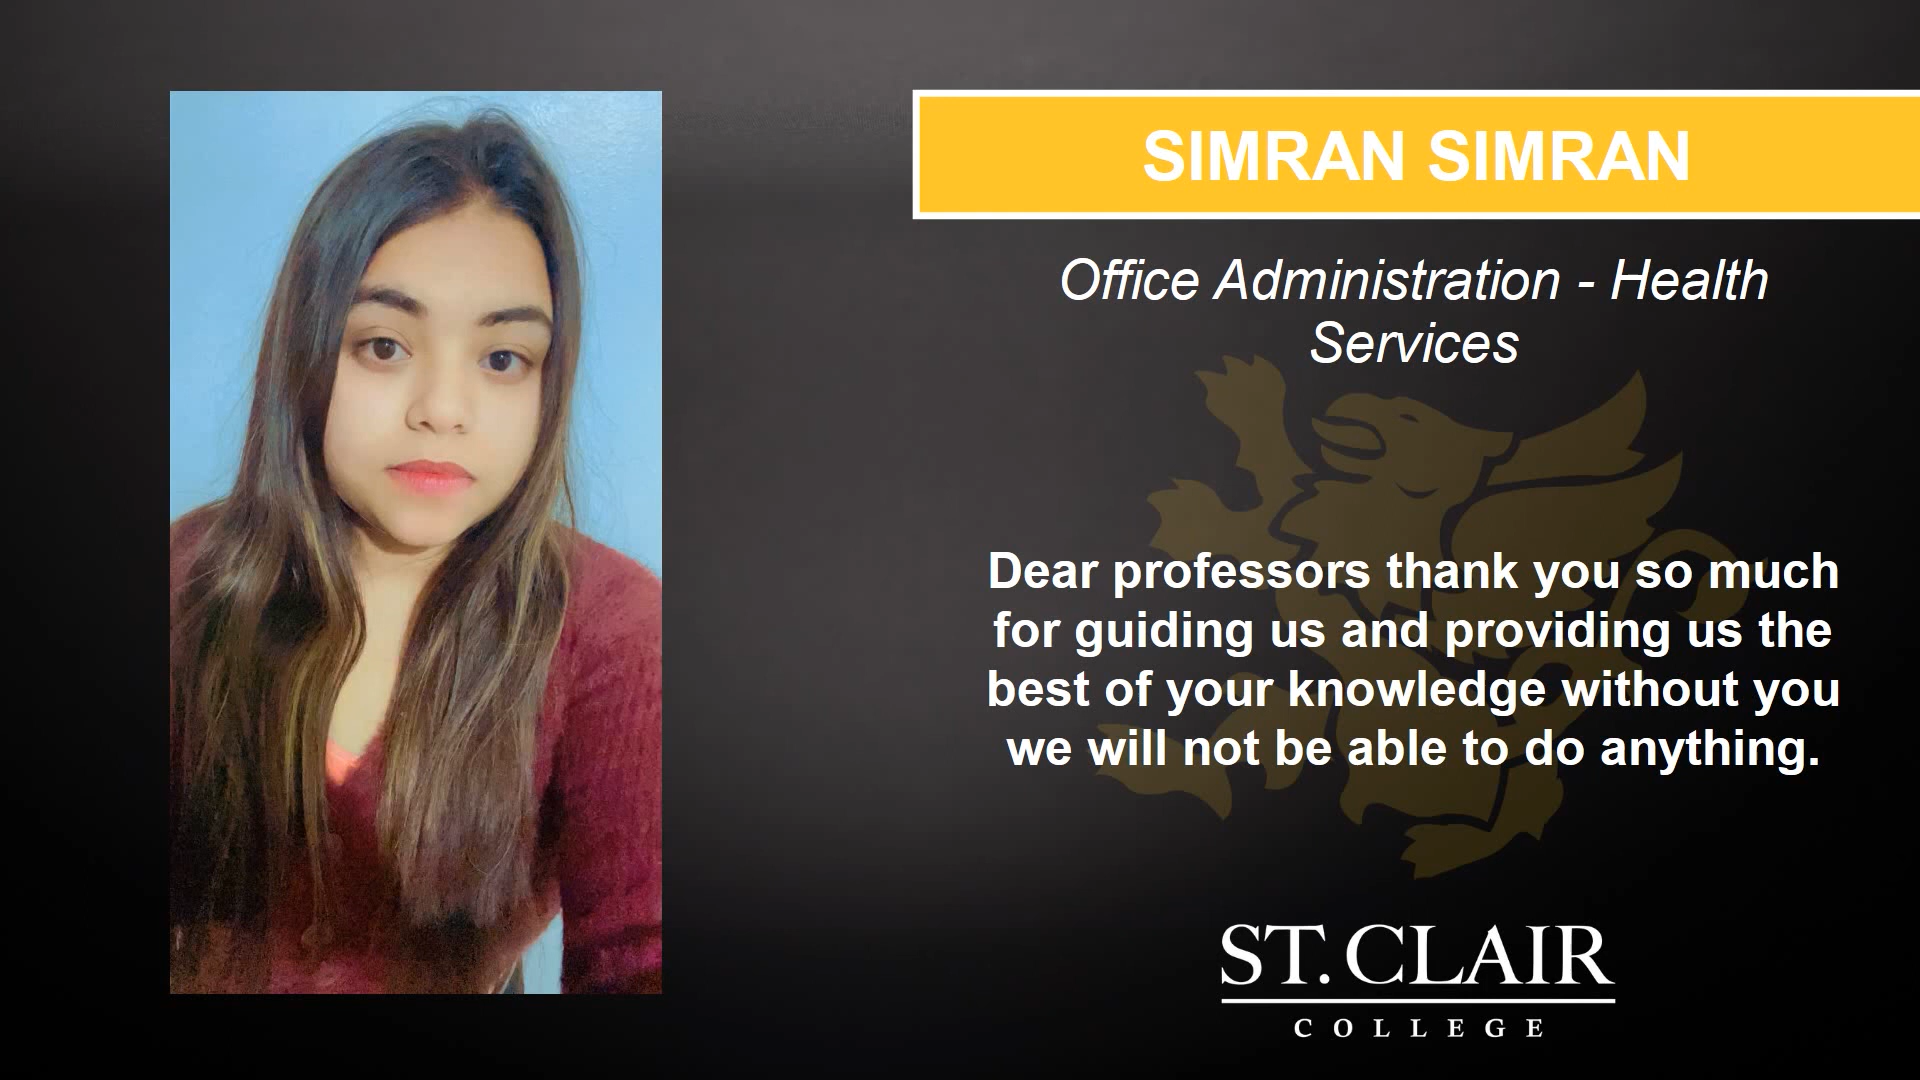 SIMRAN SIMRAN
Office Administration - Health
Services
Dear professors thank you so much
for guiding us and providing us the
best of your knowledge without you
we will not be able to do anything.
ST. CLAIR
COLLEGE